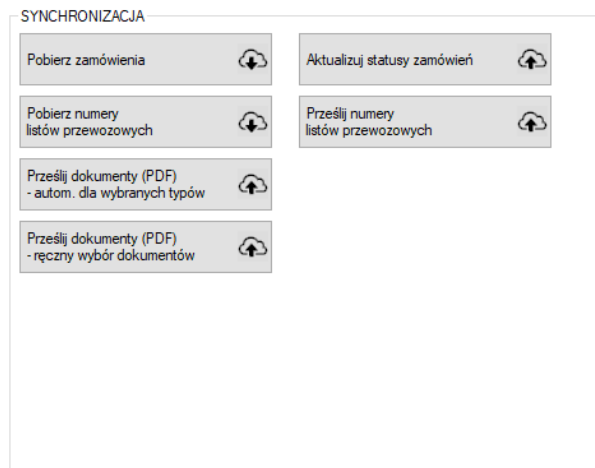 SYNCHRONIZACJA
Pobierz zamówienia
Aktualizuj statusy zamówień
Pobierz numery
listów przewozowych
Prześlij numery
listów przewozowych
Prześlij dokumenty (PDF)
- autom. dla wybranych typów
Prześlij dokumenty (PDF)
- ręczny wybór dokumentów